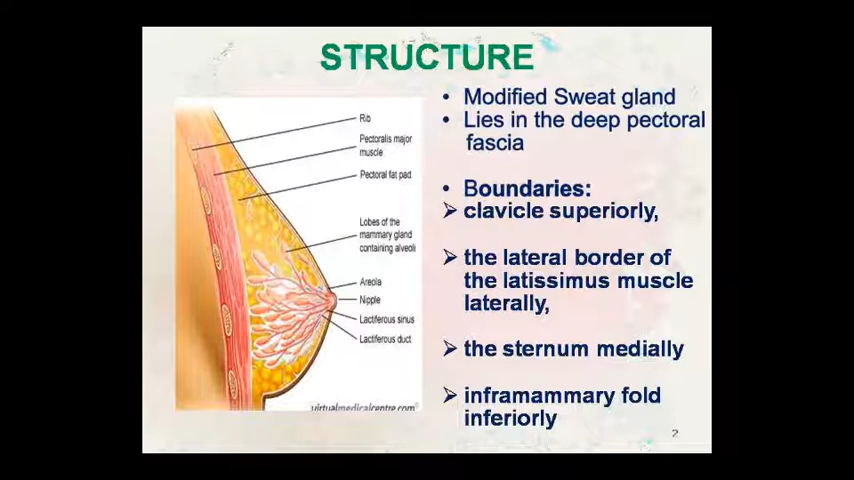 STRUCTURE
Rib
Pectoralis major
muscle
Pectoral fat pad
Lobes of the
mammary gland
containing alveoli
Areola
Nipple
Lactiferous sinus
Lactiferous duct
virtualmedicalcentre.com
• Modified Sweat gland
• Lies in the deep pectoral
fascia
• Boundaries:
➢ clavicle superiorly,
➢ the lateral border of
the latissimus muscle
laterally,
➢ the sternum medially
➢ inframammary fold
inferiorly
2